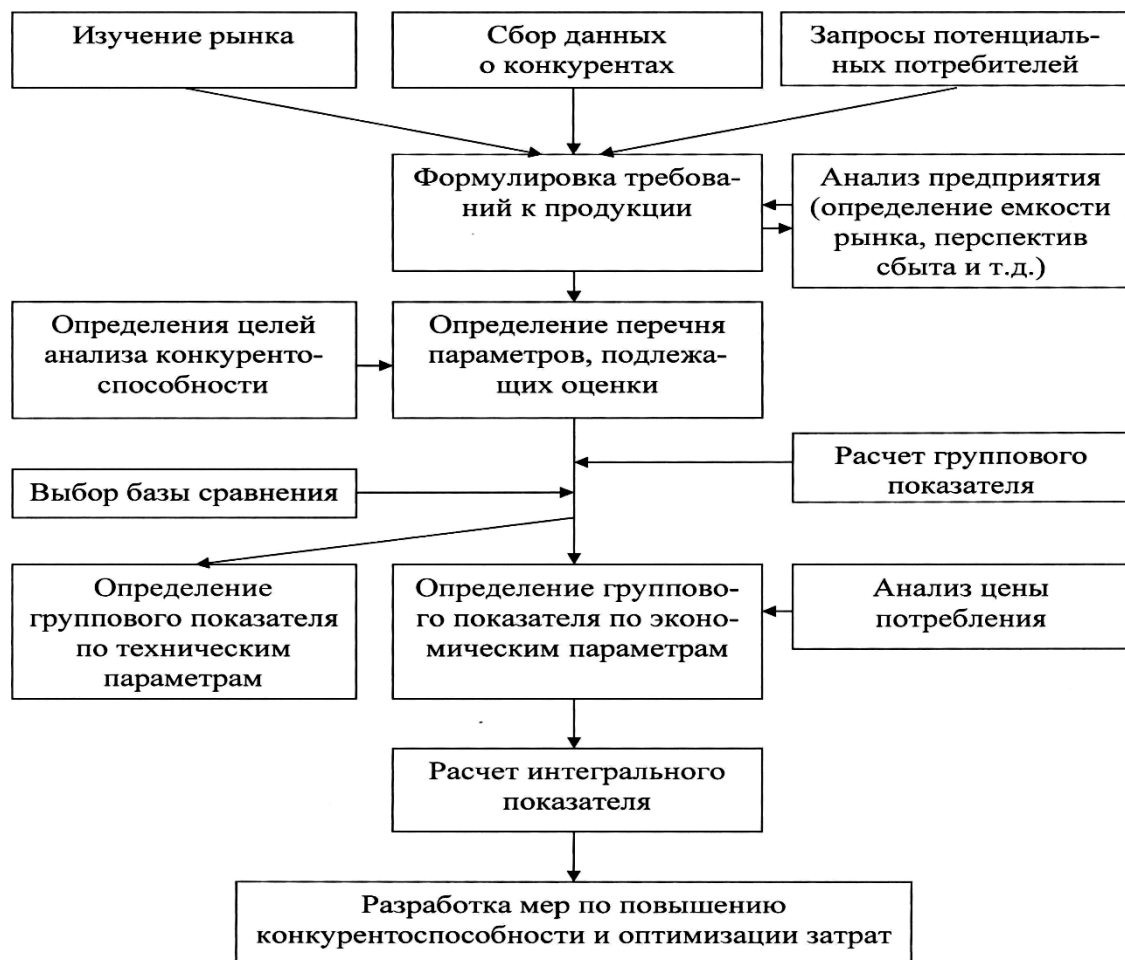 Изучение рынка
Сбор данных
о конкурентах
Запросы потенциаль-
ных потребителей
Формулировка требова-
ний к продукции
Анализ предприятия
(определение емкости
рынка, перспектив
сбыта и т.д.)
Определения целей
анализа конкуренто-
способности
Определение перечня
параметров, подлежа-
щих оценки
Расчет группового
показателя
Выбор базы сравнения
Определение
группового показателя
по техническим
параметрам
Определение группово-
го показателя по эконо-
мическим параметрам
Анализ цены
потребления
Расчет интегрального
показателя
Разработка мер по повышению
конкурентоспособности и оптимизации затрат